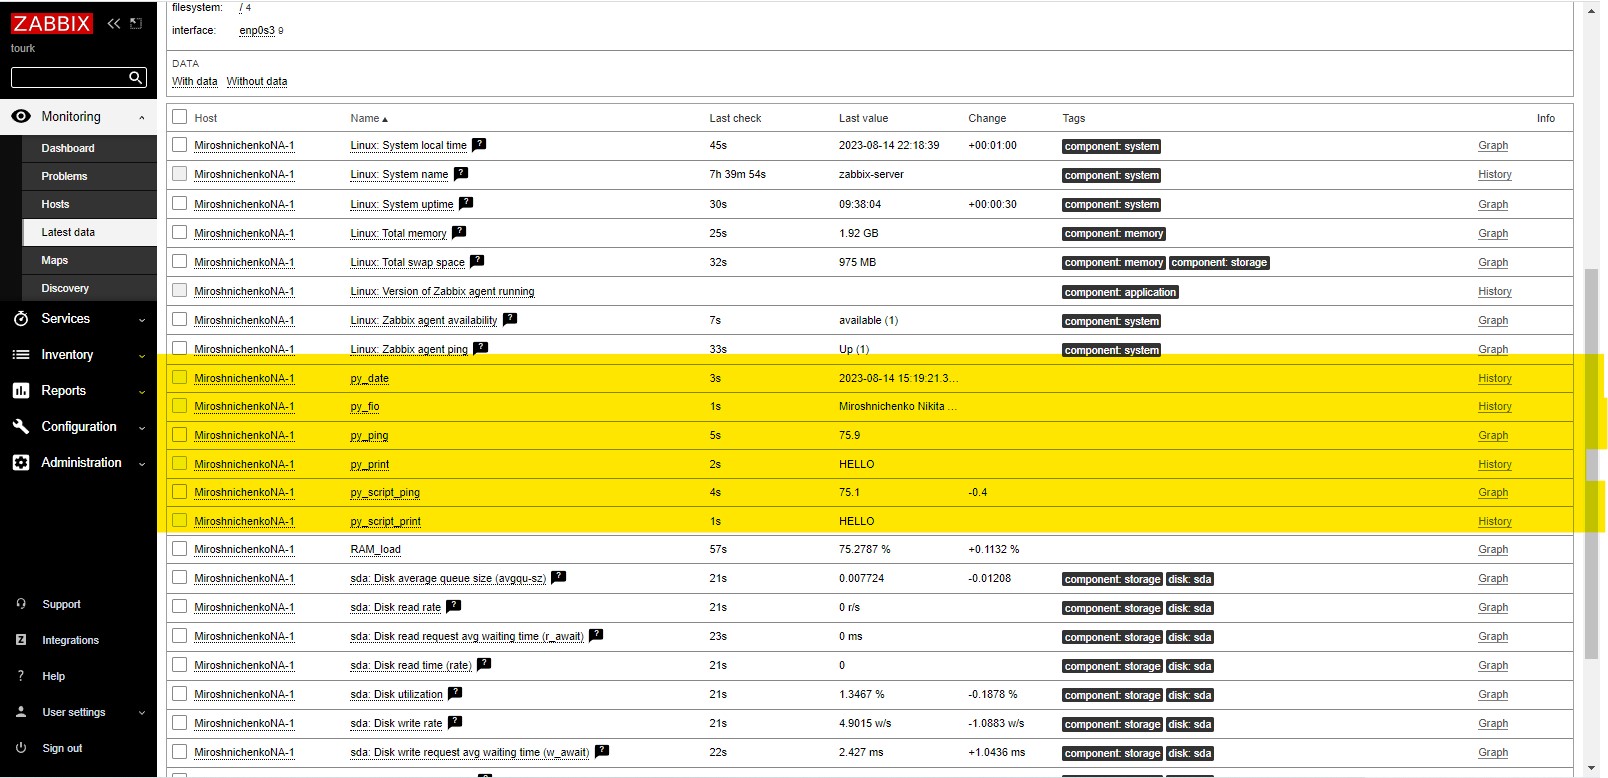 ZABBIX
tourk
Monitoring
Dashboard
Problems
Hosts
Latest data
Maps
Discovery
Services
Inventory
Reports
Configuration
Administration
Support
Integrations
Help
User settings
Sign out
filesystem: / 4
interface: enp0s3 9
DATA
With data Without data
Host Name Last check Last value Change Tags Info
MiroshnichenkoNA-1 Linux: System local time ? 45s 2023-08-14 22:18:39 +00:01:00 component: system Graph
MiroshnichenkoNA-1 Linux: System name ? 7h 39m 54s zabbix-server component: system History
MiroshnichenkoNA-1 Linux: System uptime ? 30s 09:38:04 +00:00:30 component: system Graph
MiroshnichenkoNA-1 Linux: Total memory ? 25s 1.92 GB component: memory Graph
MiroshnichenkoNA-1 Linux: Total swap space ? 32s 975 MB component: memory component: storage Graph
MiroshnichenkoNA-1 Linux: Version of Zabbix agent running component: application History
MiroshnichenkoNA-1 Linux: Zabbix agent availability ? 7s available (1) component: system Graph
MiroshnichenkoNA-1 Linux: Zabbix agent ping ? 33s Up (1) component: system Graph
MiroshnichenkoNA-1 py_date 3s 2023-08-14 15:19:21.3... History
MiroshnichenkoNA-1 py_fio 1s Miroshnichenko Nikita ... History
MiroshnichenkoNA-1 py_ping 5s 75.9 Graph
MiroshnichenkoNA-1 py_print 2s HELLO History
MiroshnichenkoNA-1 py_script_ping 4s 75.1 -0.4 Graph
MiroshnichenkoNA-1 py_script_print 1s HELLO History
MiroshnichenkoNA-1 RAM_load 57s 75.2787 % +0.1132 % Graph
MiroshnichenkoNA-1 sda: Disk average queue size (avgqu-sz) ? 21s 0.007724 -0.01208 component: storage disk: sda Graph
MiroshnichenkoNA-1 sda: Disk read rate ? 21s 0 r/s component: storage disk: sda Graph
MiroshnichenkoNA-1 sda: Disk read request avg waiting time (r_await) ? 23s 0 ms component: storage disk: sda Graph
MiroshnichenkoNA-1 sda: Disk read time (rate) ? 21s 0 component: storage disk: sda Graph
MiroshnichenkoNA-1 sda: Disk utilization ? 21s 1.3467 % -0.1878 % component: storage disk: sda Graph
MiroshnichenkoNA-1 sda: Disk write rate ? 21s 4.9015 w/s -1.0883 w/s component: storage disk: sda Graph
MiroshnichenkoNA-1 sda: Disk write request avg waiting time (w_await) ? 22s 2.427 ms +1.0436 ms component: storage disk: sda Graph